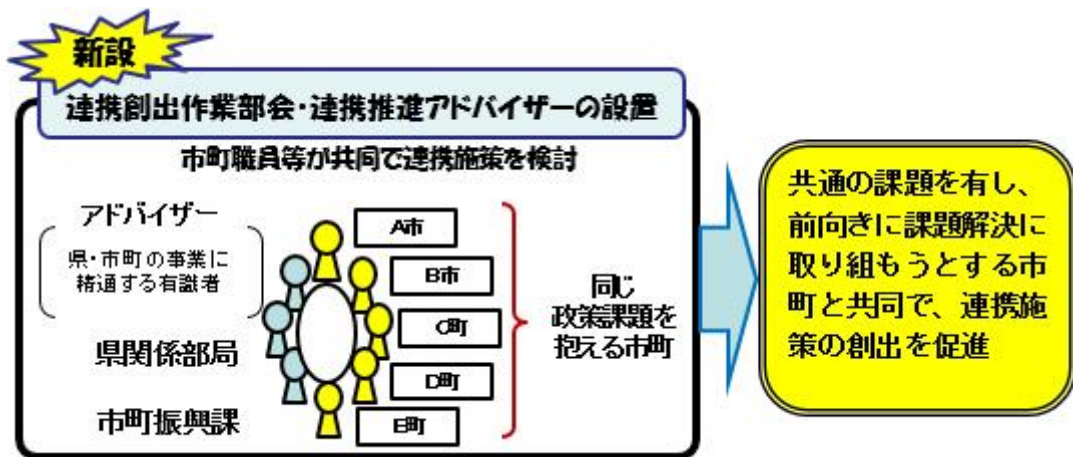 新設
連携創出作業部会・連携推進アドバイザーの設置
市町職員等が共同で連携施策を検討
アドバイザー
県・市町の事業に
精通する有識者
県関係部局
市町振興課
A市
B市
C町
D町
E町
同じ
政策課題を
抱える市町
共通の課題を有し、
前向きに課題解決に
取り組もうとする市
町と共同で、連携施
策の創出を促進